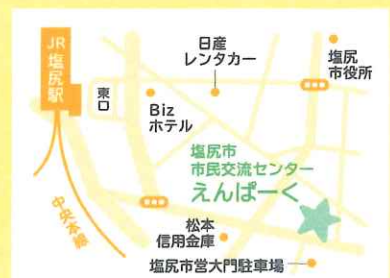 JR
塩尻駅
東口
日産
レンタカー
塩尻
市役所
Biz
ホテル
塩尻市
市民交流センター
えんぱーく
中央本線
松本
信用金庫
塩尻市営大門駐車場